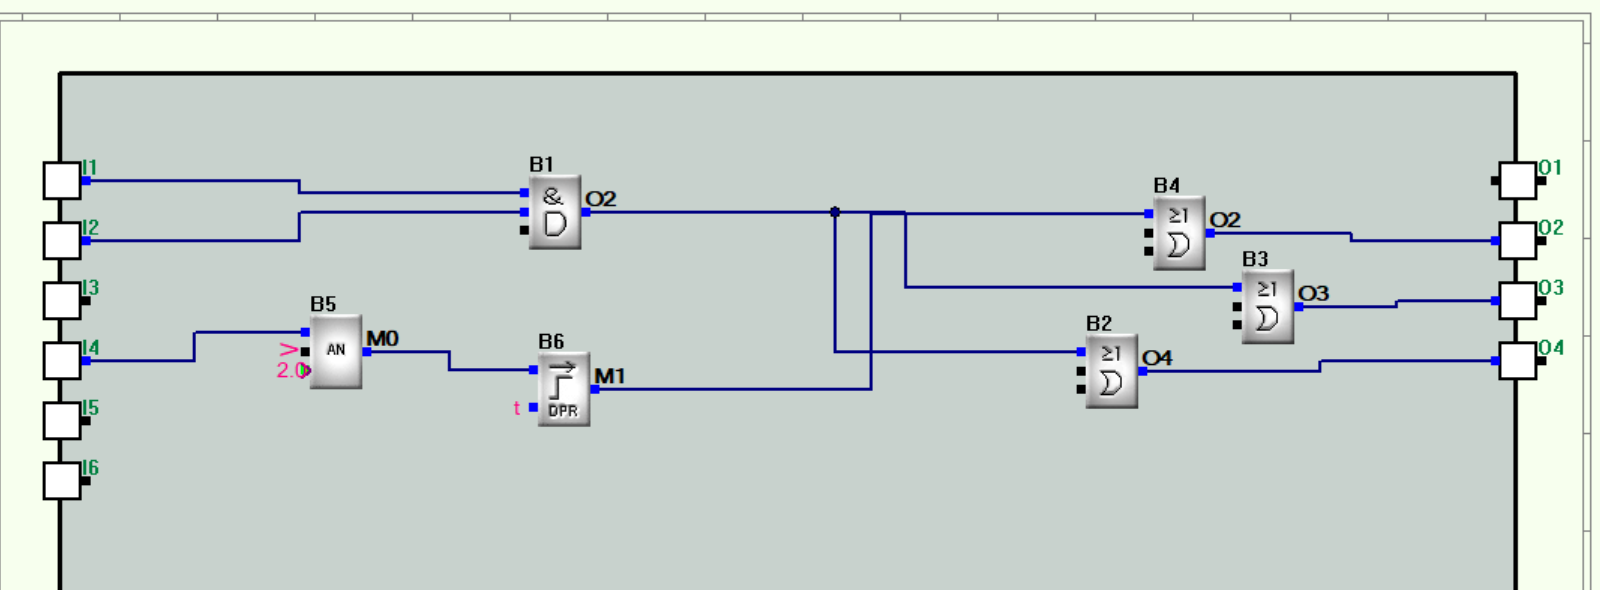 I1
I2
I3
I4
I5
I6
B1
&
O2
B5
AN
M0
>
2.0
B6
DPR
M1
t
B4
≥1
O2
B3
≥1
O3
B2
≥1
O4
O1
O2
O3
O4